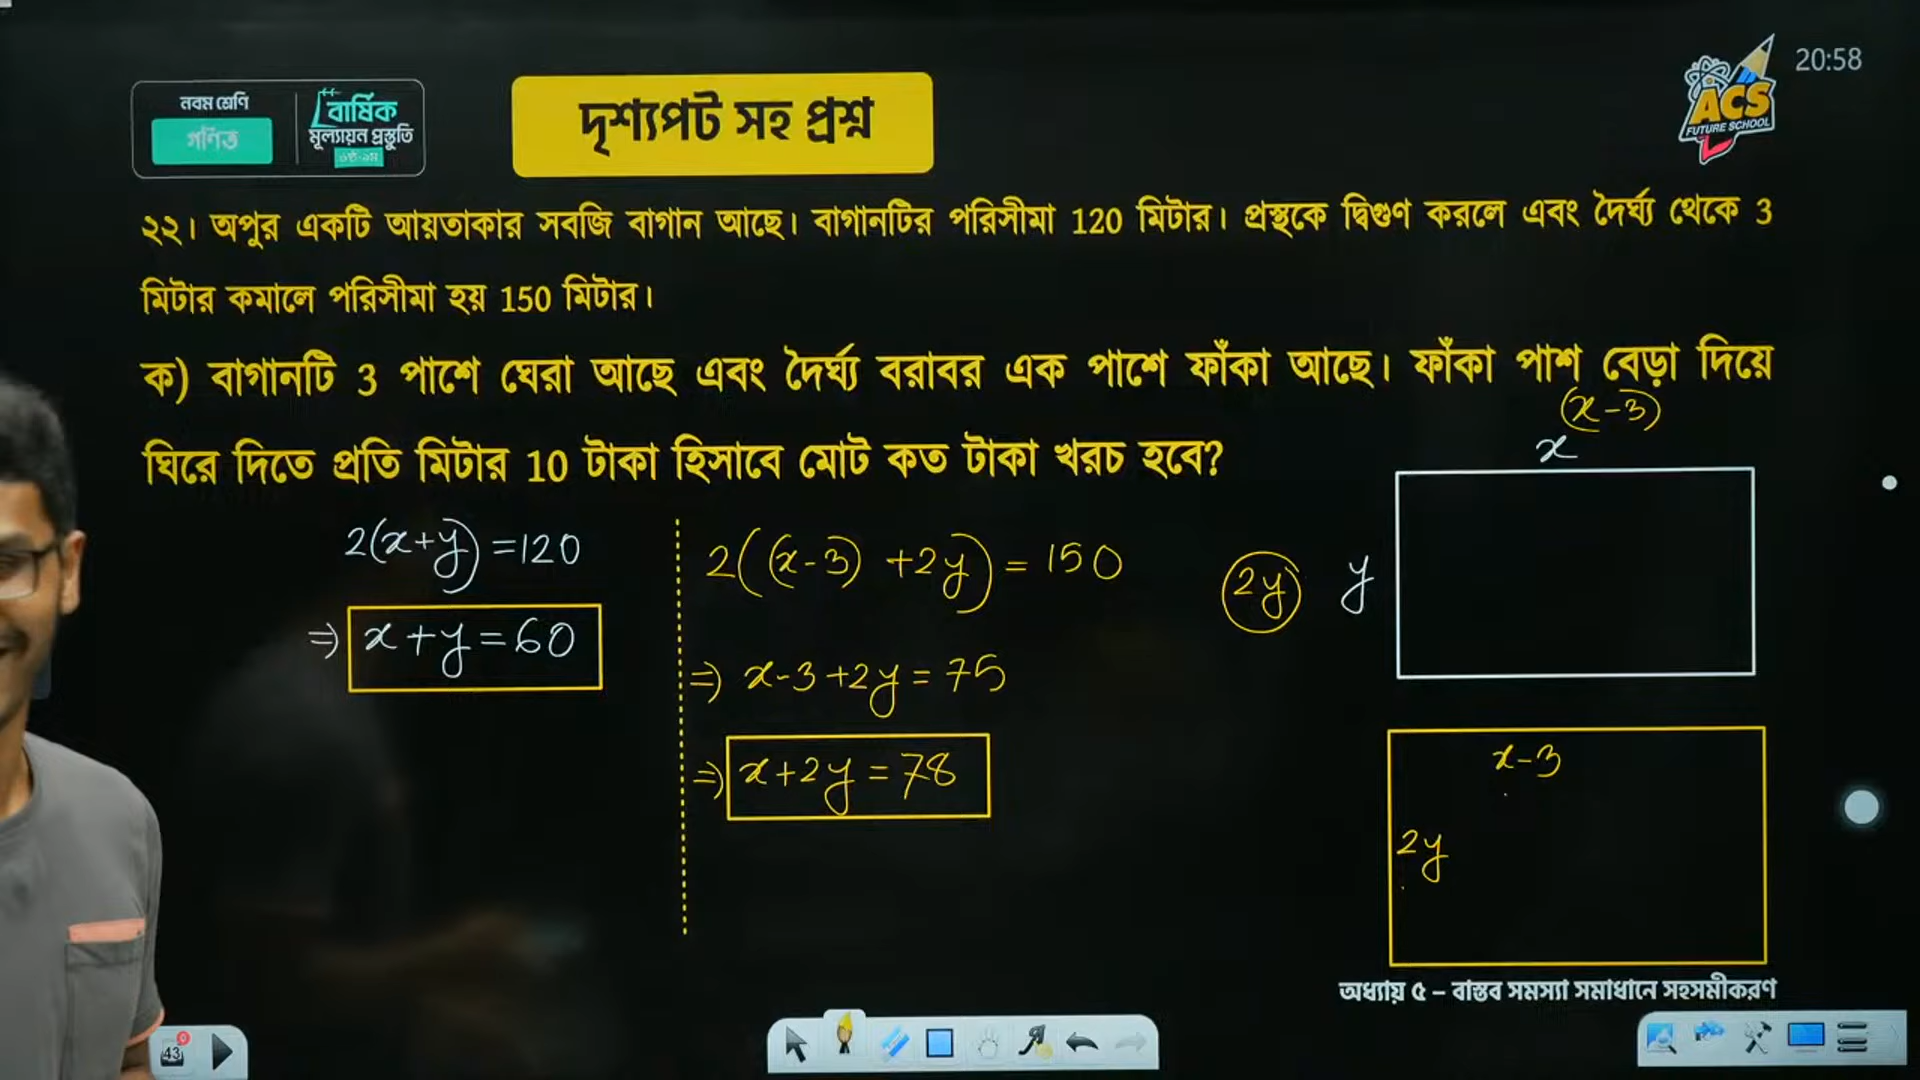 20:58
নবম শ্রেণি
গণিত
বার্ষিক
মূল্যায়ন প্রস্তুতি
৬ষ্ঠ-৯ম
দৃশ্যপট সহ প্রশ্ন
ACS
FUTURE SCHOOL
২২। অপুর একটি আয়তাকার সবজি বাগান আছে। বাগানটির পরিসীমা 120 মিটার। প্রস্থকে দ্বিগুণ করলে এবং দৈর্ঘ্য থেকে 3
মিটার কমালে পরিসীমা হয় 150 মিটার।
ক) বাগানটি 3 পাশে ঘেরা আছে এবং দৈর্ঘ্য বরাবর এক পাশে ফাঁকা আছে। ফাঁকা পাশ বেড়া দিয়ে
ঘিরে দিতে প্রতি মিটার 10 টাকা হিসাবে মোট কত টাকা খরচ হবে?
(x-3)
x
2(x+y)=120
⇒ x+y=60
2((x-3) +2y) = 150
⇒ x-3+2y = 75
⇒ x+2y = 78
2y
y
x-3
2y
অধ্যায় ৫ – বাস্তব সমস্যা সমাধানে সহসমীকরণ
43